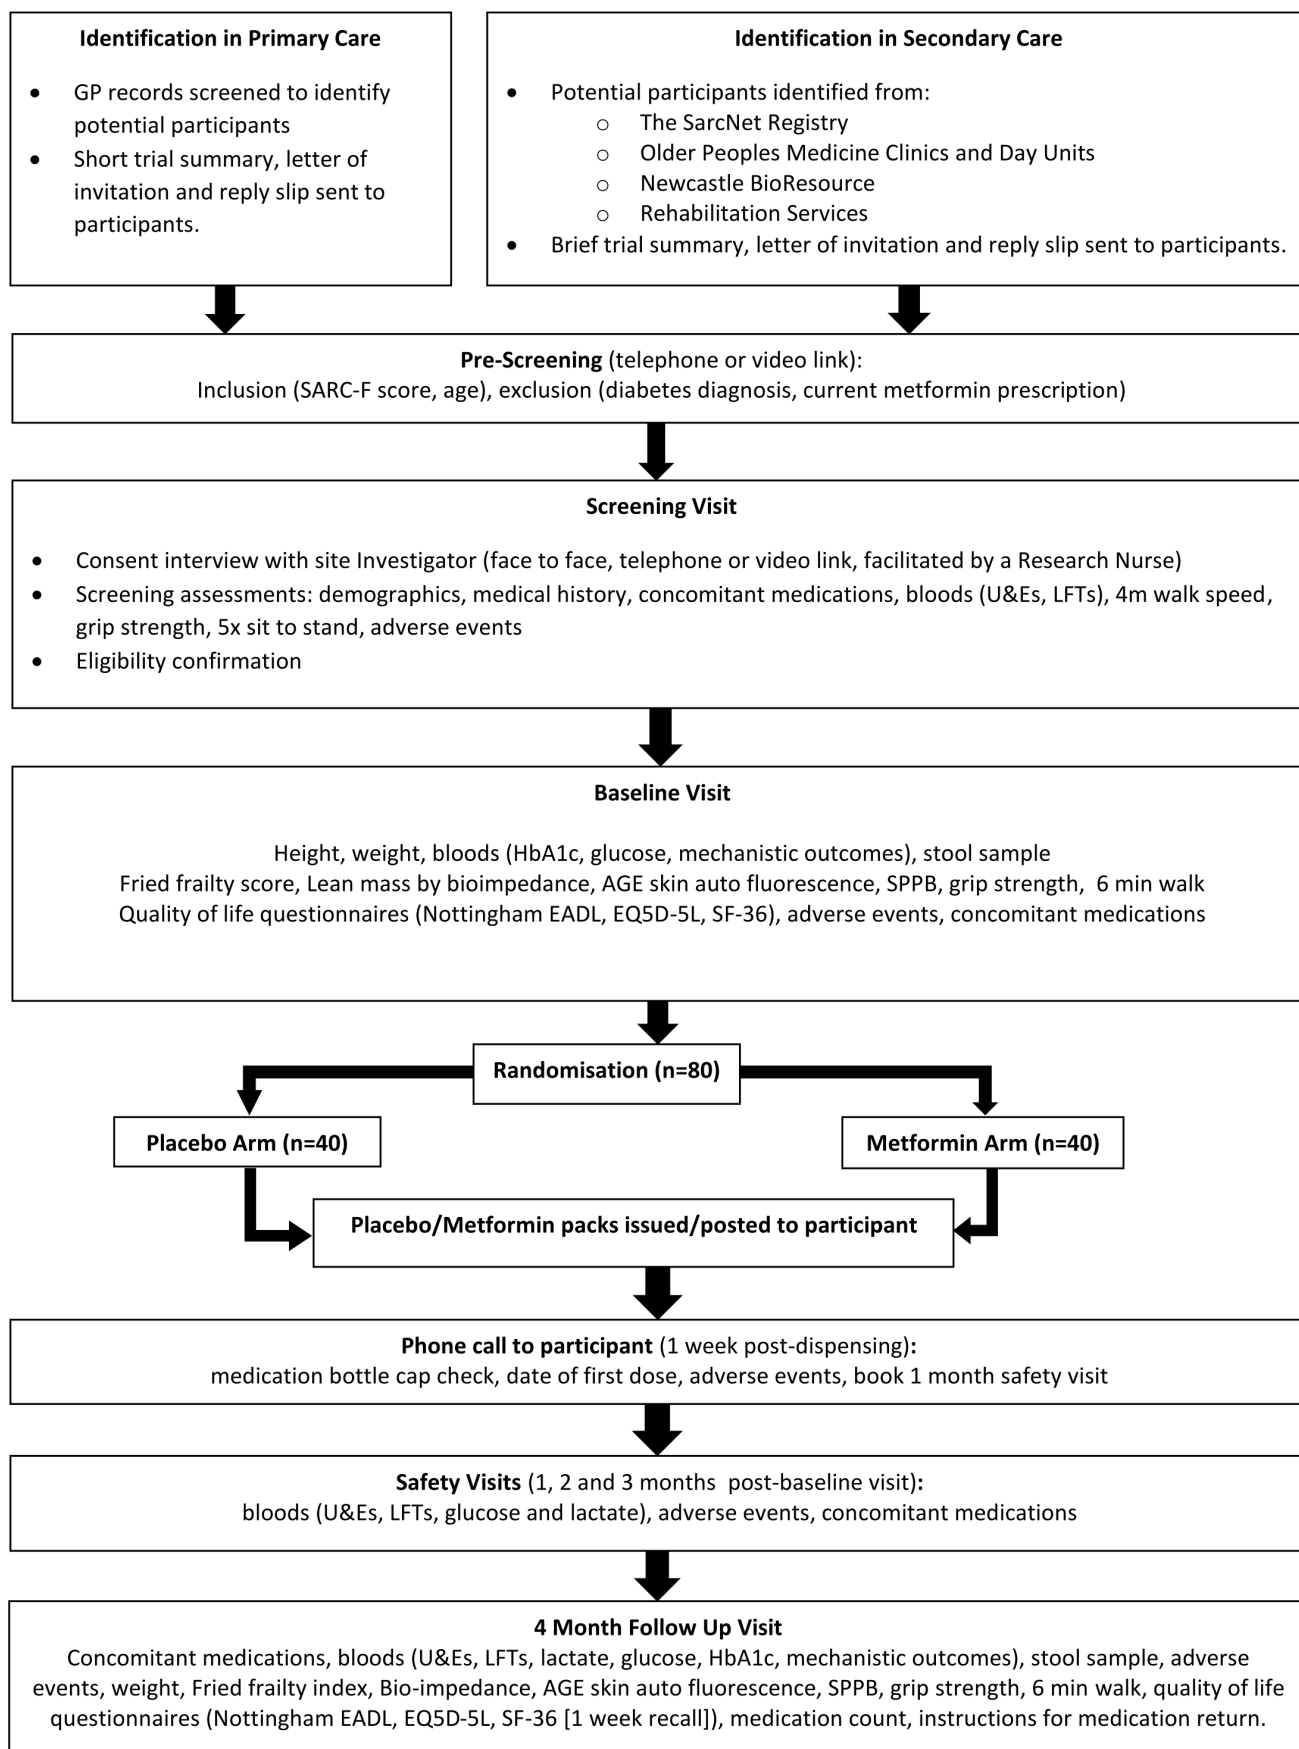 Identification in Primary Care
• GP records screened to identify
potential participants
• Short trial summary, letter of
invitation and reply slip sent to
participants.
Identification in Secondary Care
• Potential participants identified from:
o The SarcNet Registry
o Older Peoples Medicine Clinics and Day Units
o Newcastle BioResource
o Rehabilitation Services
• Brief trial summary, letter of invitation and reply slip sent to participants.
Pre-Screening (telephone or video link):
Inclusion (SARC-F score, age), exclusion (diabetes diagnosis, current metformin prescription)
Screening Visit
• Consent interview with site Investigator (face to face, telephone or video link, facilitated by a Research Nurse)
• Screening assessments: demographics, medical history, concomitant medications, bloods (U&Es, LFTs), 4m walk speed,
grip strength, 5x sit to stand, adverse events
• Eligibility confirmation
Baseline Visit
Height, weight, bloods (HbA1c, glucose, mechanistic outcomes), stool sample
Fried frailty score, Lean mass by bioimpedance, AGE skin auto fluorescence, SPPB, grip strength, 6 min walk
Quality of life questionnaires (Nottingham EADL, EQ5D-5L, SF-36), adverse events, concomitant medications
Randomisation (n=80)
Placebo Arm (n=40)
Metformin Arm (n=40)
Placebo/Metformin packs issued/posted to participant
Phone call to participant (1 week post-dispensing):
medication bottle cap check, date of first dose, adverse events, book 1 month safety visit
Safety Visits (1, 2 and 3 months post-baseline visit):
bloods (U&Es, LFTs, glucose and lactate), adverse events, concomitant medications
4 Month Follow Up Visit
Concomitant medications, bloods (U&Es, LFTs, lactate, glucose, HbA1c, mechanistic outcomes), stool sample, adverse
events, weight, Fried frailty index, Bio-impedance, AGE skin auto fluorescence, SPPB, grip strength, 6 min walk, quality of life
questionnaires (Nottingham EADL, EQ5D-5L, SF-36 [1 week recall]), medication count, instructions for medication return.